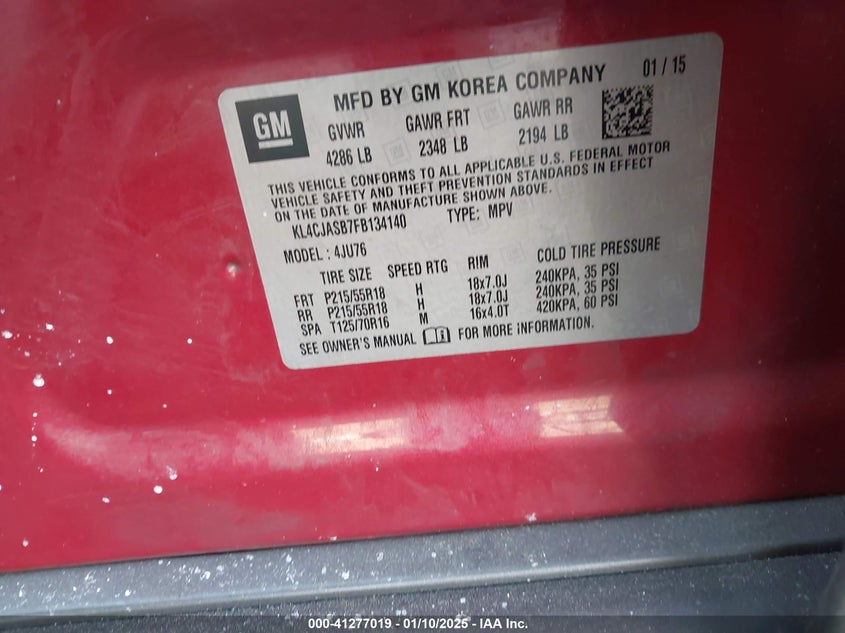 GM
MFD BY GM KOREA COMPANY 01 / 15
GVWR GAWR FRT GAWR RR
4286 LB 2348 LB 2194 LB
THIS VEHICLE CONFORMS TO ALL APPLICABLE U.S. FEDERAL MOTOR
VEHICLE SAFETY AND THEFT PREVENTION STANDARDS IN EFFECT
ON THE DATE OF MANUFACTURE SHOWN ABOVE.
KL4CJASB7FB134140 TYPE: MPV
MODEL: 4JU76
TIRE SIZE SPEED RTG RIM COLD TIRE PRESSURE
FRT P215/55R18 H 18x7.0J 240KPA, 35 PSI
RR P215/55R18 H 18x7.0J 240KPA, 35 PSI
SPA T125/70R16 M 16x4.0T 420KPA, 60 PSI
SEE OWNER'S MANUAL FOR MORE INFORMATION.
000-41277019 - 01/10/2025 - IAA Inc.